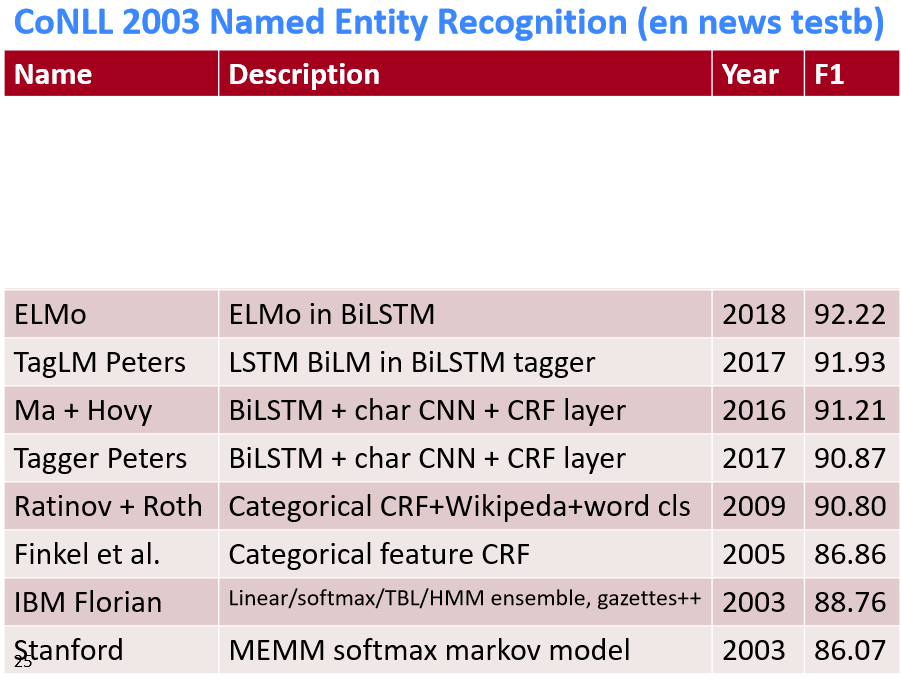 CoNLL 2003 Named Entity Recognition (en news testb)
Name Description Year F1
ELMo ELMo in BiLSTM 2018 92.22
TagLM Peters LSTM BiLM in BiLSTM tagger 2017 91.93
Ma + Hovy BiLSTM + char CNN + CRF layer 2016 91.21
Tagger Peters BiLSTM + char CNN + CRF layer 2017 90.87
Ratinov + Roth Categorical CRF+Wikipeda+word cls 2009 90.80
Finkel et al. Categorical feature CRF 2005 86.86
IBM Florian Linear/softmax/TBL/HMM ensemble, gazettes++ 2003 88.76
Stanford MEMM softmax markov model 2003 86.07
25